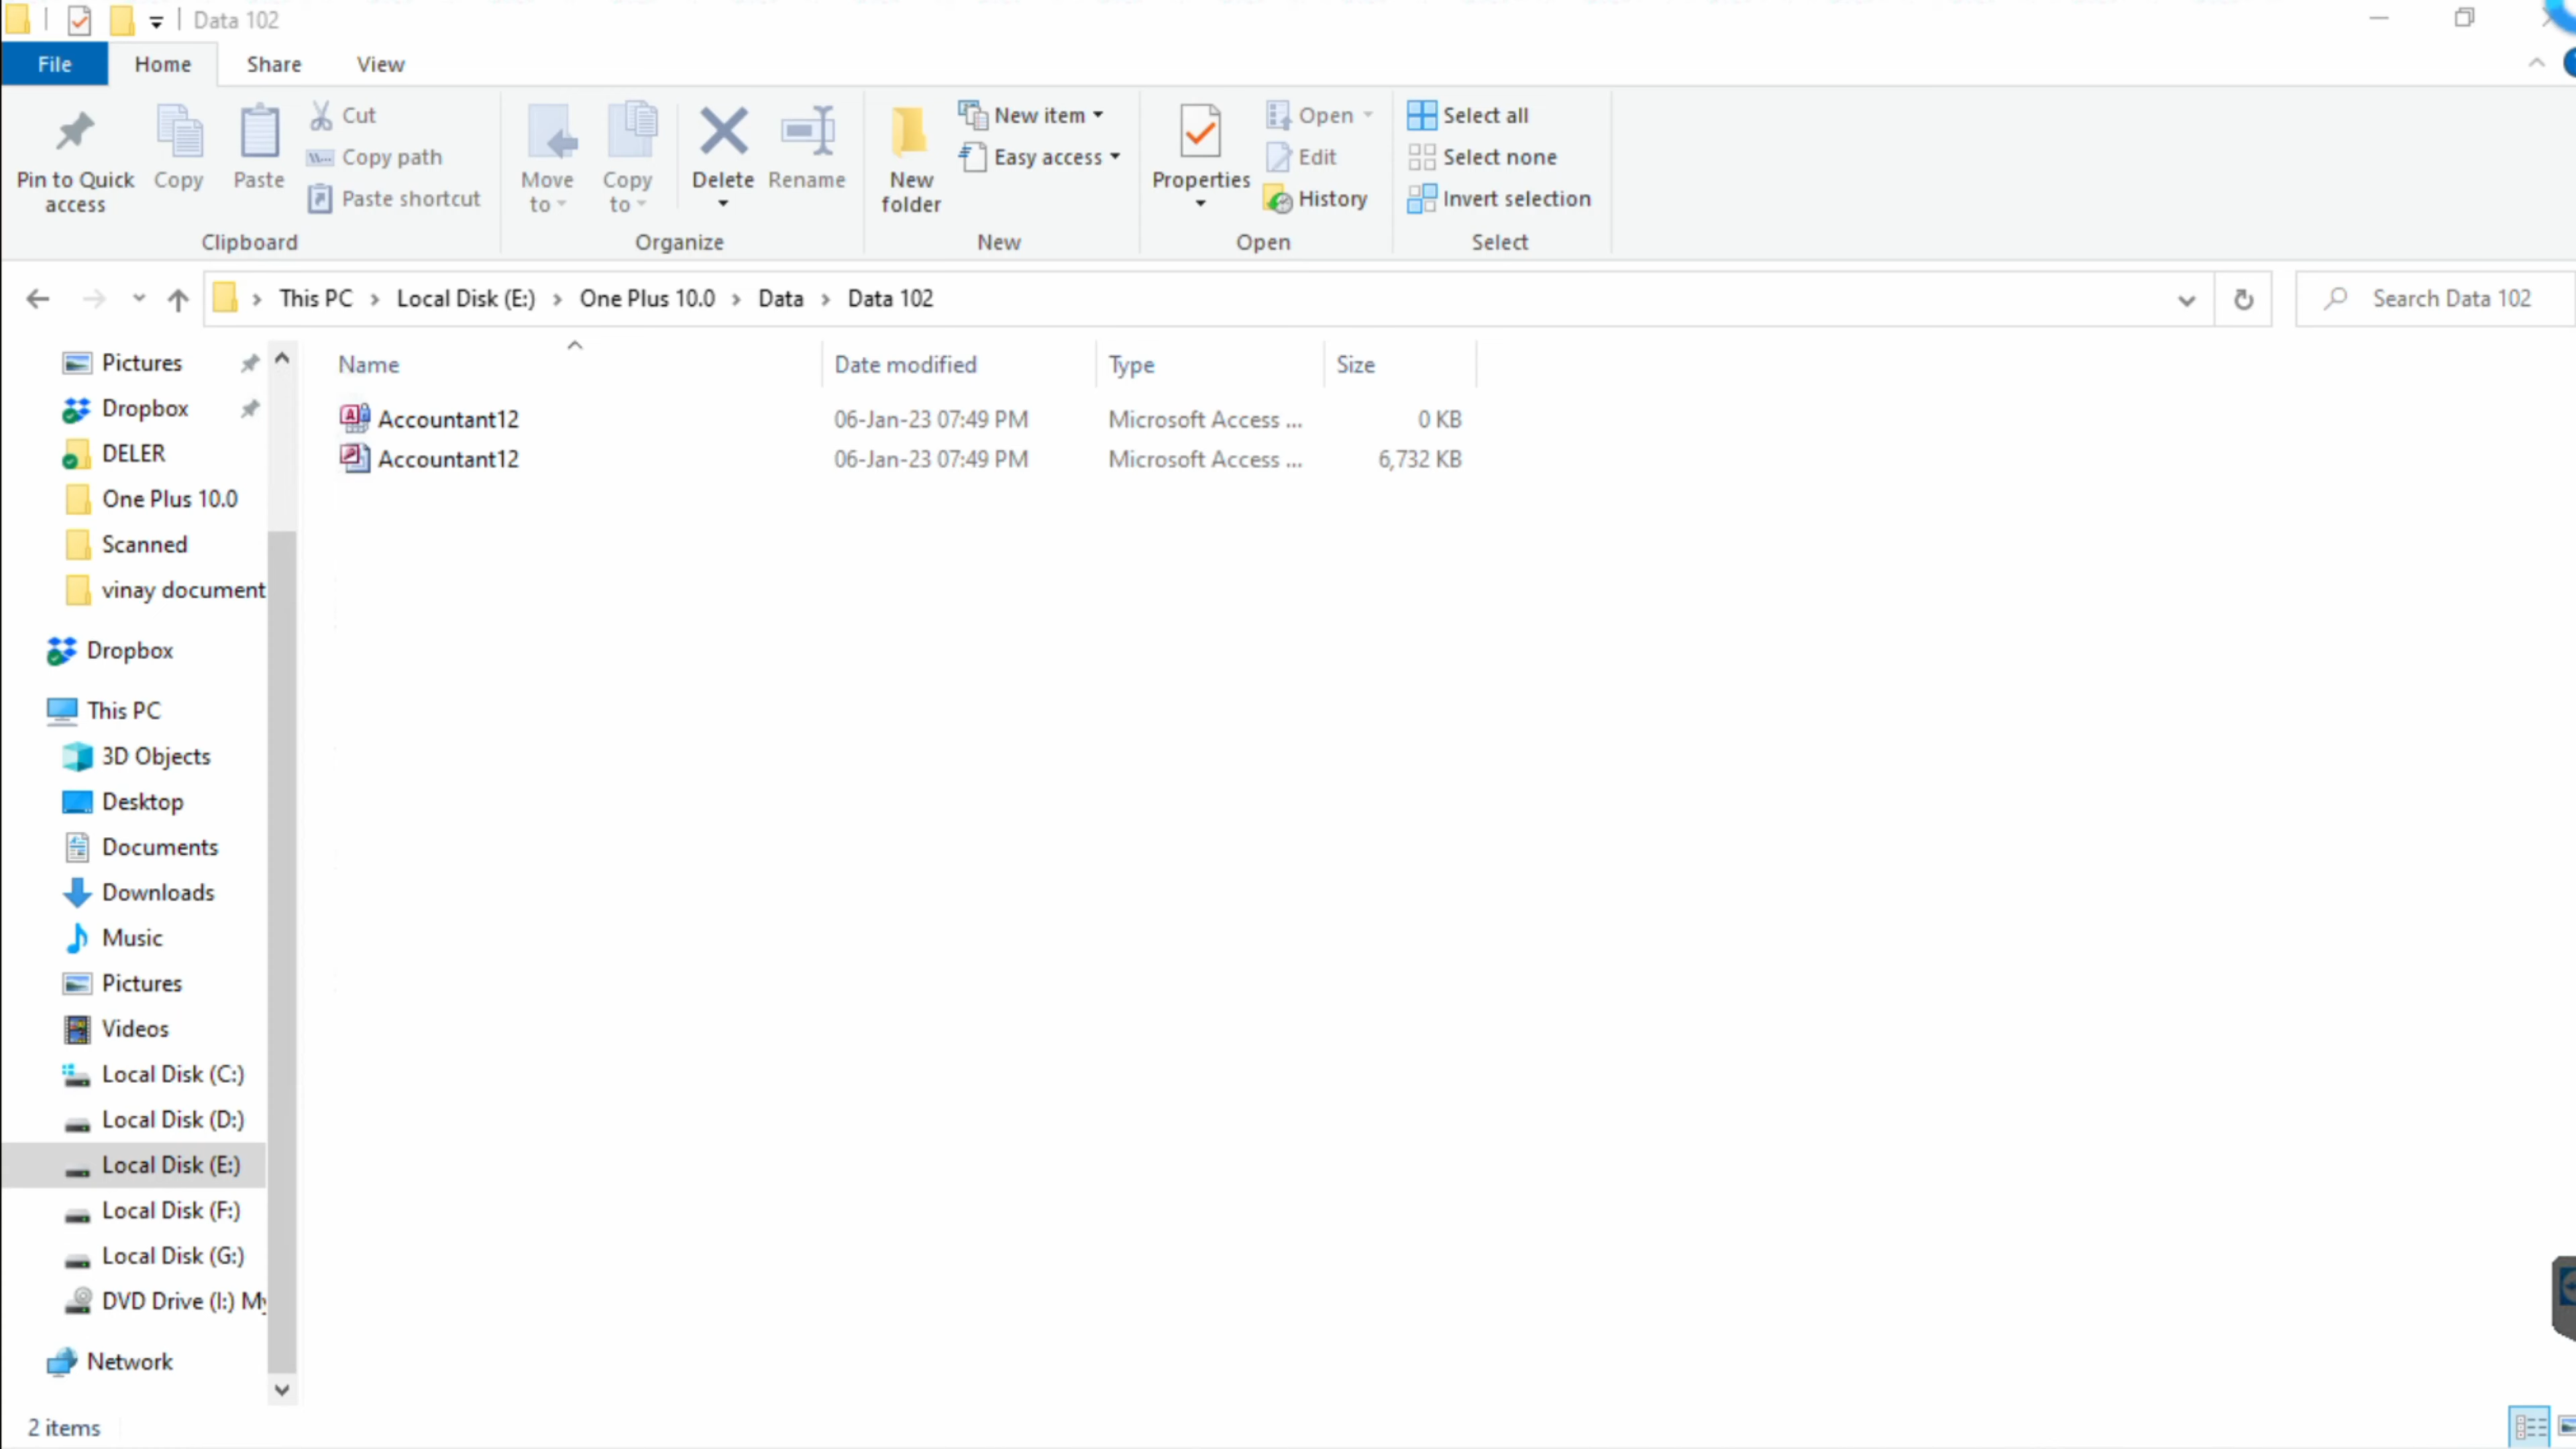 Data 102
File Home Share View
Pin to Quick access
Copy
Paste
Cut
Copy path
Paste shortcut
Clipboard
Move to
Copy to
Delete
Rename
Organize
New folder
New item
Easy access
New
Properties
Open
Edit
History
Open
Select all
Select none
Invert selection
Select
This PC > Local Disk (E:) > One Plus 10.0 > Data > Data 102
Search Data 102
Pictures
Dropbox
DELER
One Plus 10.0
Scanned
vinay document
Dropbox
This PC
3D Objects
Desktop
Documents
Downloads
Music
Pictures
Videos
Local Disk (C:)
Local Disk (D:)
Local Disk (E:)
Local Disk (F:)
Local Disk (G:)
DVD Drive (I:) My
Network
Name Date modified Type Size
Accountant12 06-Jan-23 07:49 PM Microsoft Access ... 0 KB
Accountant12 06-Jan-23 07:49 PM Microsoft Access ... 6,732 KB
2 items